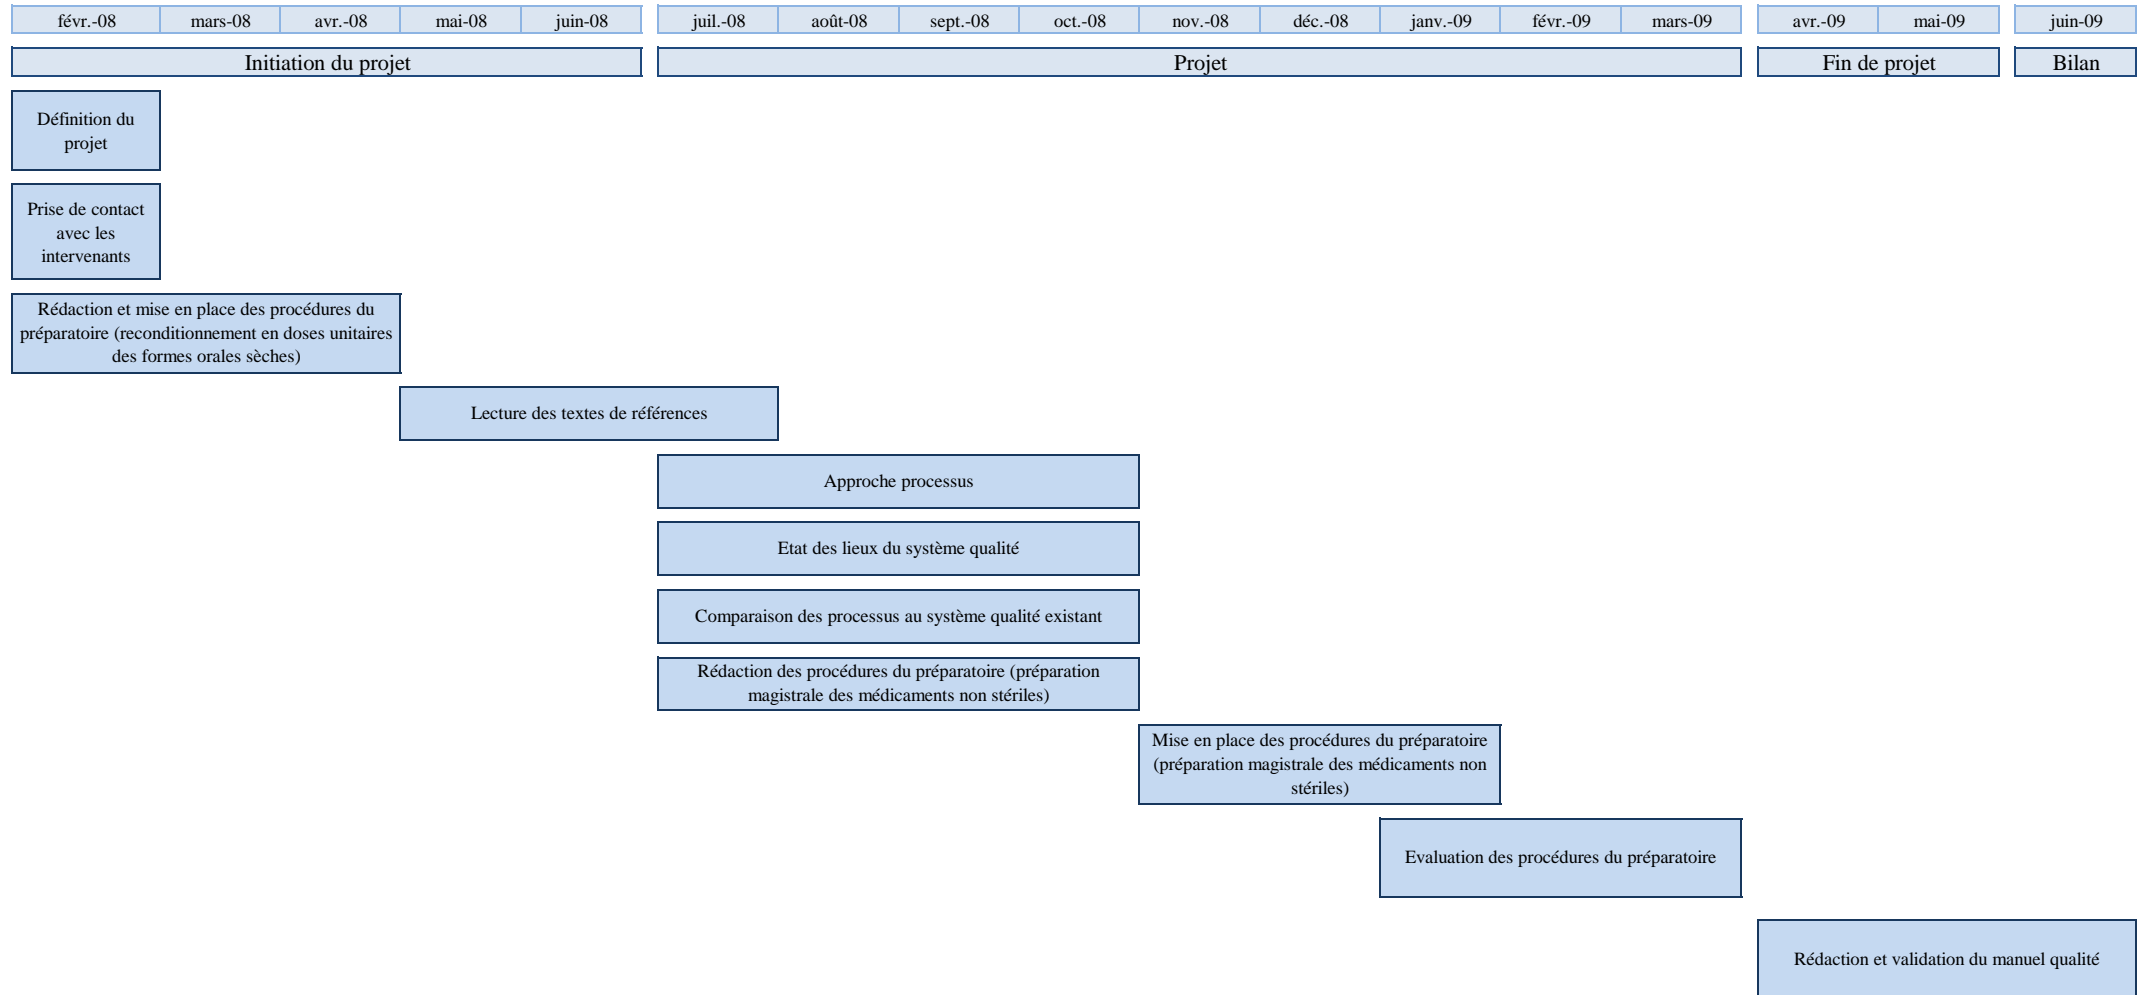 févr.-08 mars-08 avr.-08 mai-08 juin-08 juil.-08 août-08 sept.-08 oct.-08 nov.-08 déc.-08 janv.-09 févr.-09 mars-09 avr.-09 mai-09 juin-09
Initiation du projet Projet Fin de projet Bilan
Définition du
projet
Prise de contact
avec les
intervenants
Rédaction et mise en place des procédures du
préparatoire (reconditionnement en doses unitaires
des formes orales sèches)
Lecture des textes de références
Approche processus
Etat des lieux du système qualité
Comparaison des processus au système qualité existant
Rédaction des procédures du préparatoire (préparation
magistrale des médicaments non stériles)
Mise en place des procédures du préparatoire
(préparation magistrale des médicaments non
stériles)
Evaluation des procédures du préparatoire
Rédaction et validation du manuel qualité